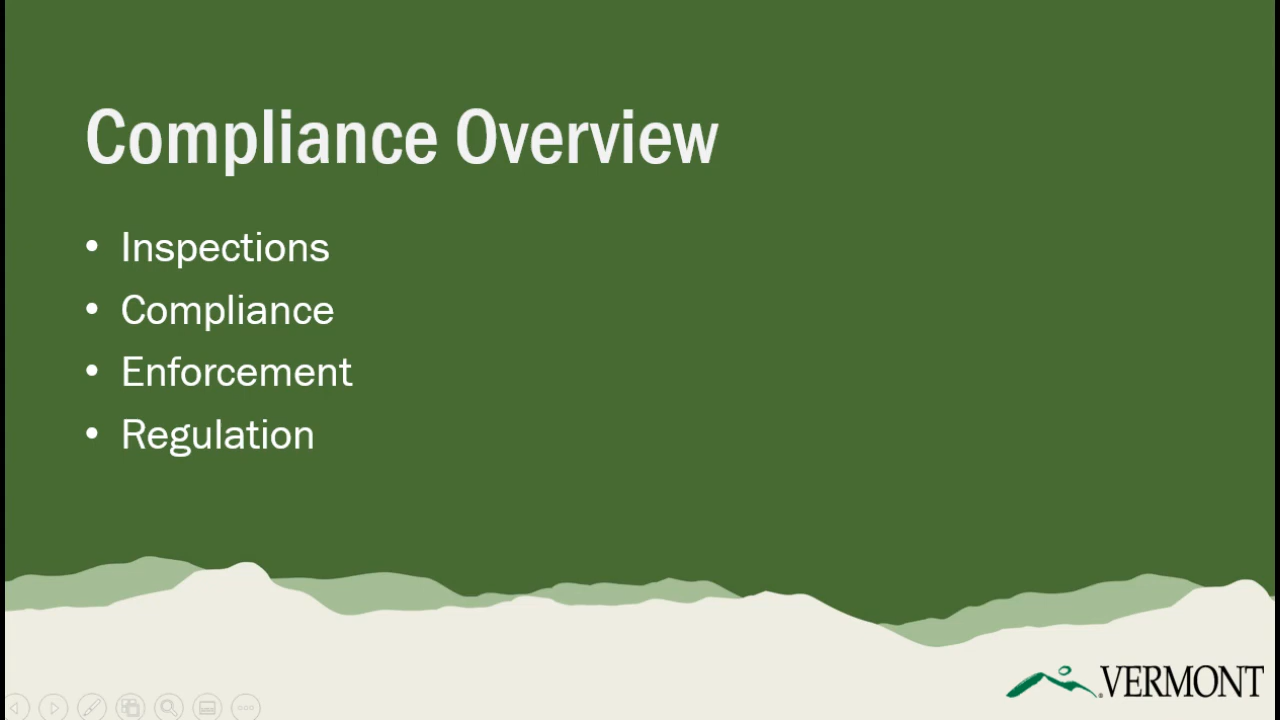 Compliance Overview
• Inspections
• Compliance
• Enforcement
• Regulation
VERMONT